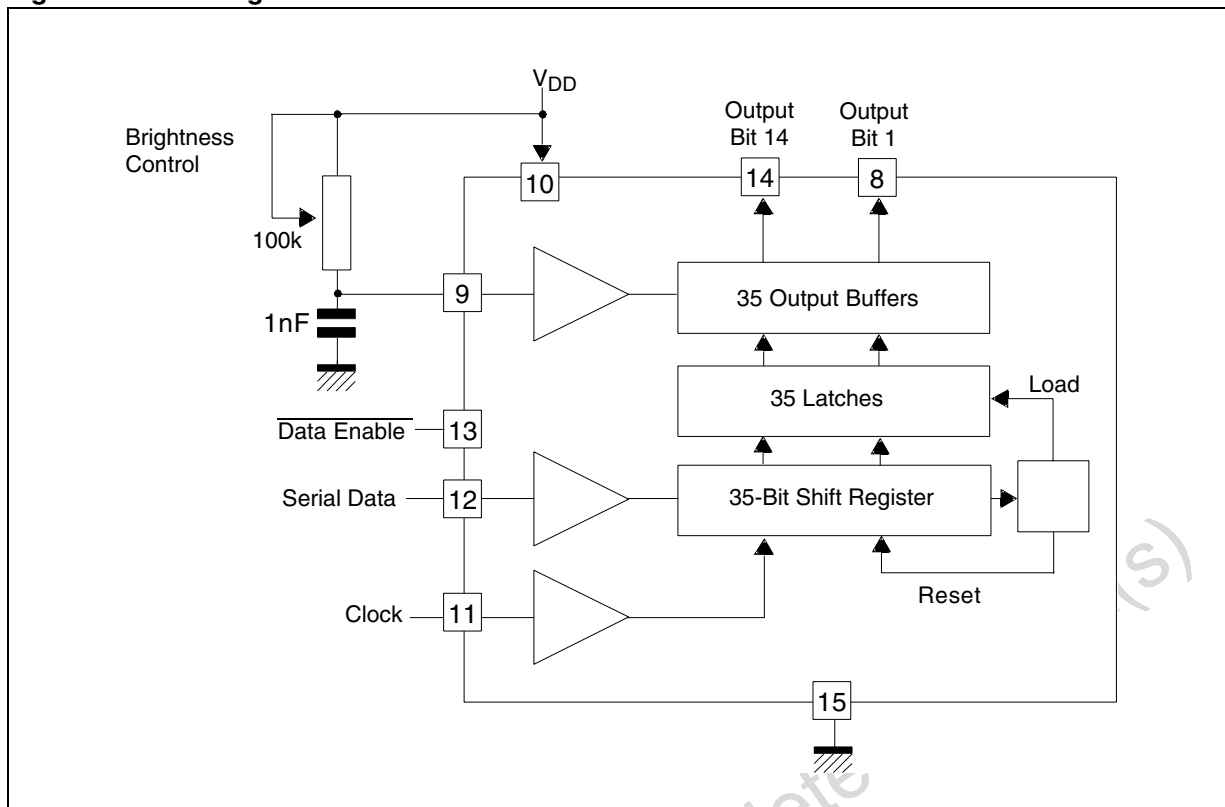 V_DD
Output
Bit 14
Output
Bit 1
Brightness
Control
10
14
8
100k
9
35 Output Buffers
1nF
35 Latches
Load
Data Enable
13
Serial Data
12
35-Bit Shift Register
Reset
Clock
11
15